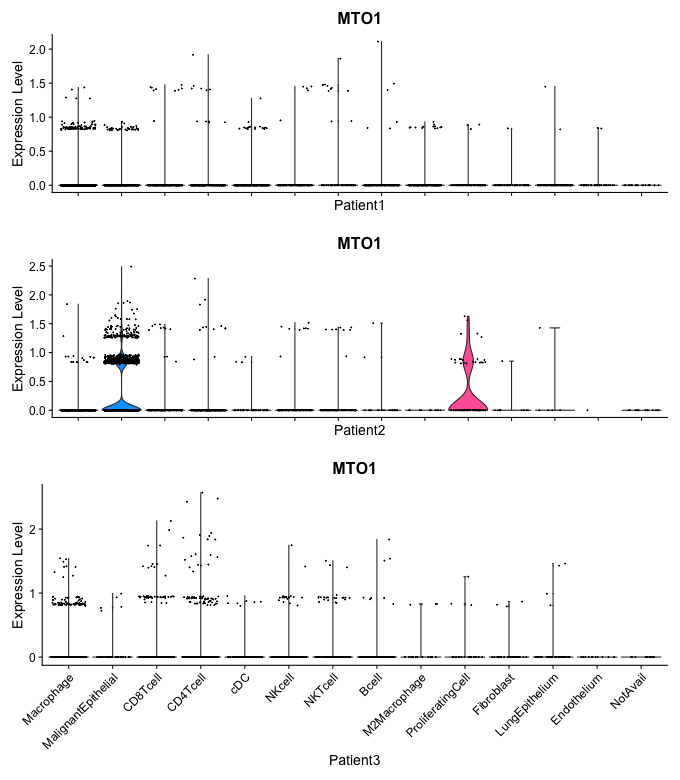 MTO1
Expression Level
2.0
1.5
1.0
0.5
0.0
Patient1
MTO1
Expression Level
2.5
2.0
1.5
1.0
0.5
0.0
Patient2
MTO1
Expression Level
2
1
0
Macrophage
MalignantEpithelial
CD8Tcell
CD4Tcell
cDC
NKcell
NKTcell
Bcell
M2Macrophage
ProliferatingCell
Fibroblast
LungEpithelium
Endothelium
NotAvail
Patient3